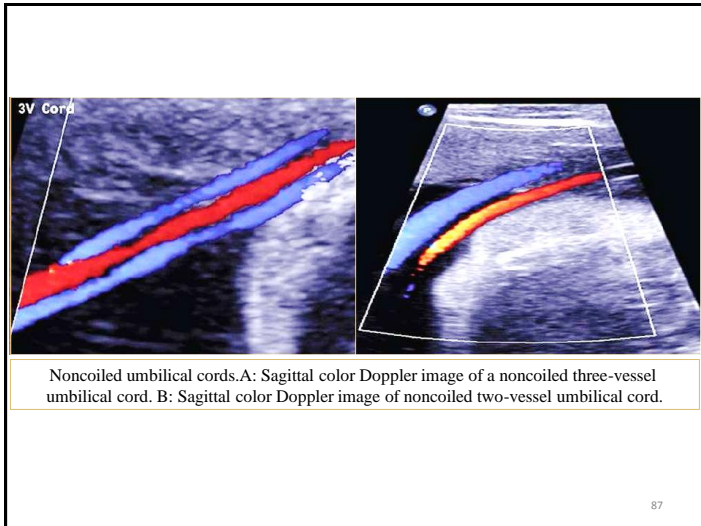 3V Cord
Noncoiled umbilical cords.A: Sagittal color Doppler image of a noncoiled three-vessel
umbilical cord. B: Sagittal color Doppler image of noncoiled two-vessel umbilical cord.
87